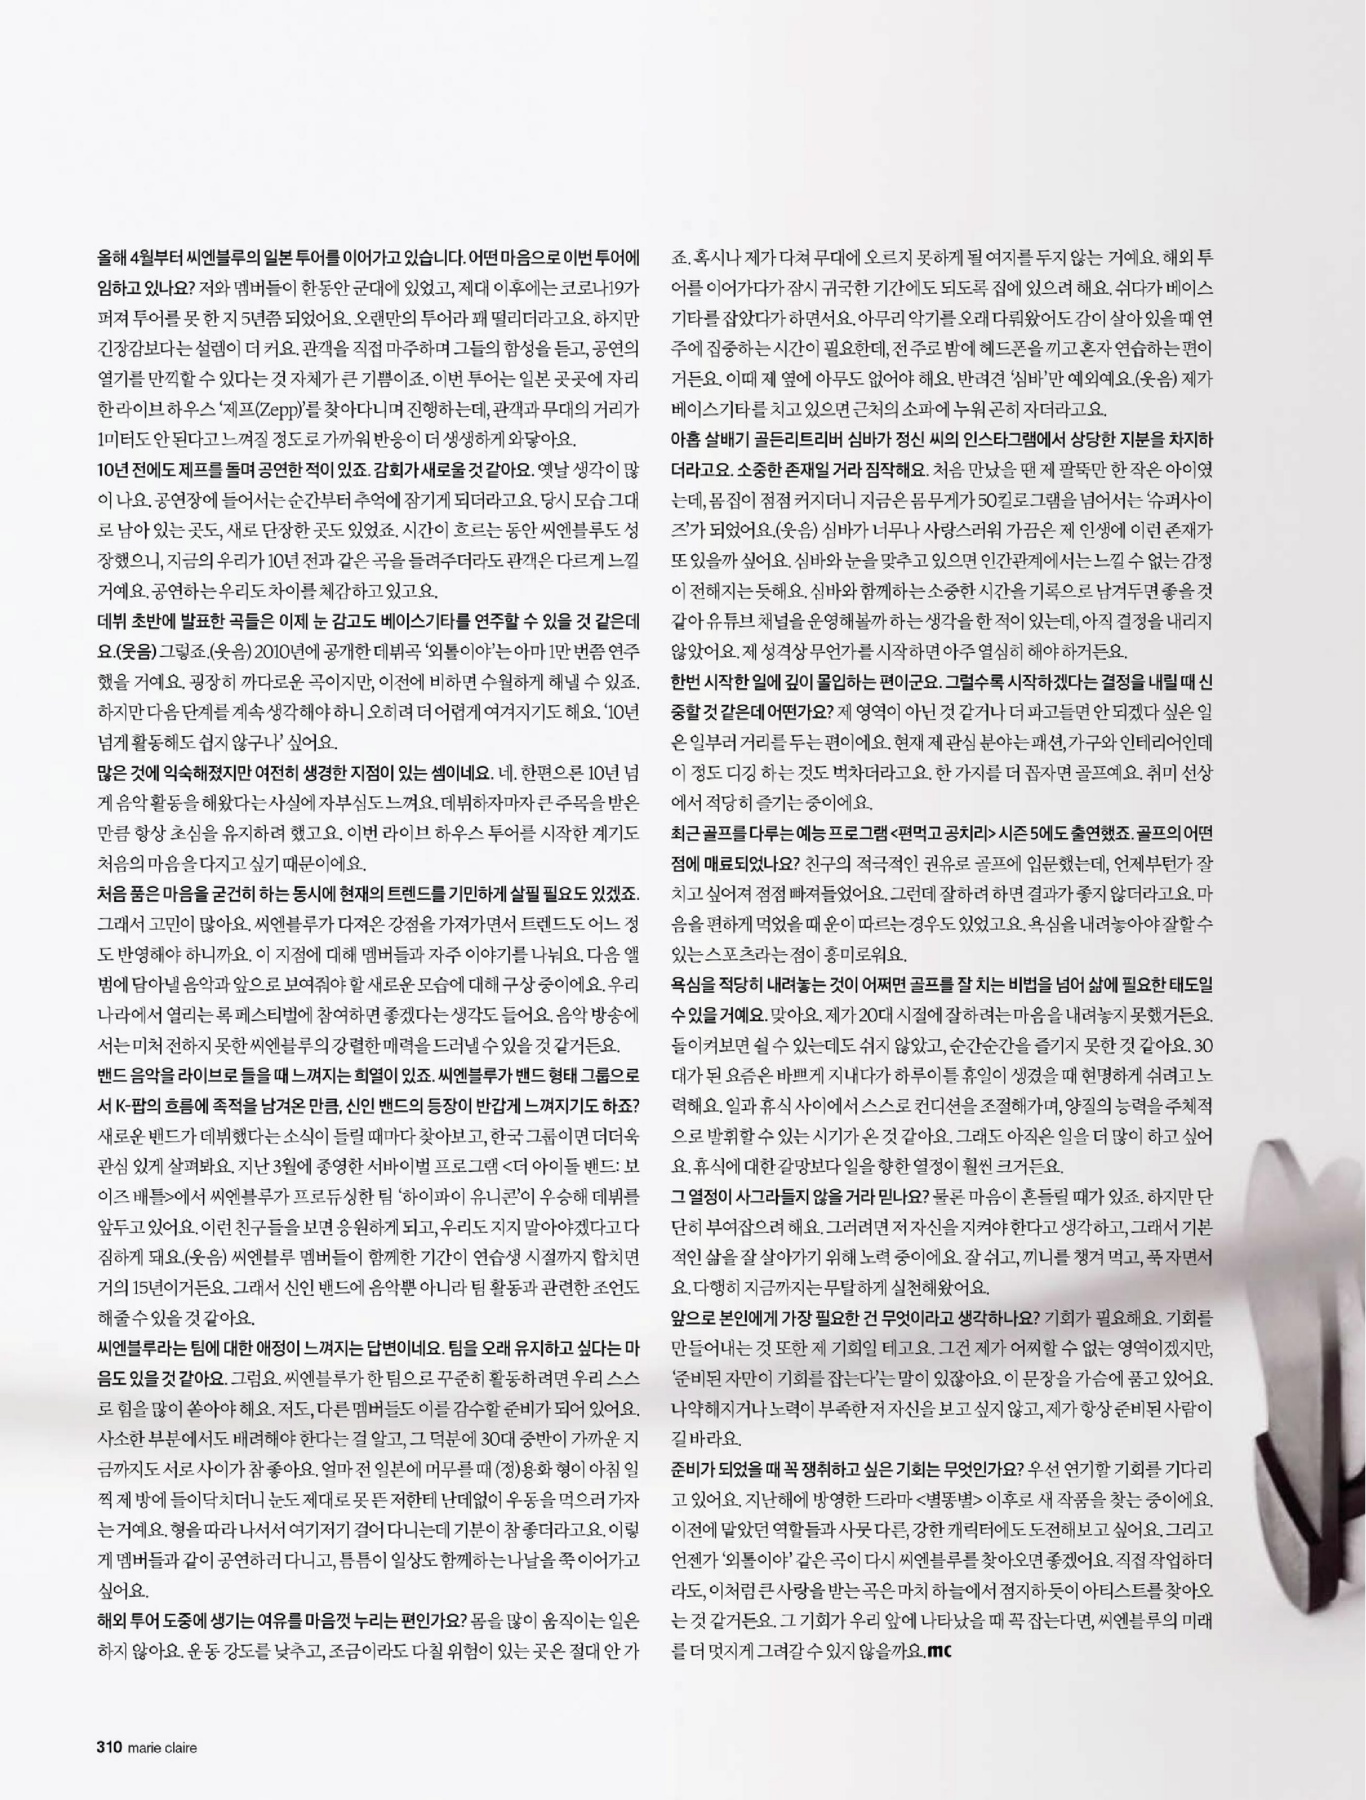 올해 4월부터 씨엔블루의 일본 투어를 이어가고 있습니다. 어떤 마음으로 이번 투어에
임하고 있나요? 저와 멤버들이 한동안 군대에 있었고, 제대 이후에는 코로나19가
퍼져 투어를 못 한 지 5년쯤 되었어요. 오랜만의 투어라 꽤 떨리더라고요. 하지만
긴장감보다는 설렘이 더 커요. 관객을 직접 마주하며 그들의 함성을 듣고, 공연의
열기를 만끽할 수 있다는 것 자체가 큰 기쁨이죠. 이번 투어는 일본 곳곳에 자리
한 라이브 하우스 ‘제프(Zepp)’를 찾아다니며 진행하는데, 관객과 무대의 거리가
1미터도 안 된다고 느껴질 정도로 가까워 반응이 더 생생하게 와닿아요.
10년 전에도 제프를 돌며 공연한 적이 있죠. 감회가 새로울 것 같아요. 옛날 생각이 많
이 나요. 공연장에 들어서는 순간부터 추억에 잠기게 되더라고요. 당시 모습 그대
로 남아 있는 곳도, 새로 단장한 곳도 있었죠. 시간이 흐르는 동안 씨엔블루도 성
장했으니, 지금의 우리가 10년 전과 같은 곡을 들려주더라도 관객은 다르게 느낄
거예요. 공연하는 우리도 차이를 체감하고 있고요.
데뷔 초반에 발표한 곡들은 이제 눈 감고도 베이스기타를 연주할 수 있을 것 같은데
요.(웃음) 그렇죠.(웃음) 2010년에 공개한 데뷔곡 ‘외톨이야’는 아마 1만 번쯤 연주
했을 거예요. 굉장히 까다로운 곡이지만, 이전에 비하면 수월하게 해낼 수 있죠.
하지만 다음 단계를 계속 생각해야 하니 오히려 더 어렵게 여겨지기도 해요. ‘10년
넘게 활동해도 쉽지 않구나’ 싶어요.
많은 것에 익숙해졌지만 여전히 생경한 지점이 있는 셈이네요. 네. 한편으론 10년 넘
게 음악 활동을 해왔다는 사실에 자부심도 느껴요. 데뷔하자마자 큰 주목을 받은
만큼 항상 초심을 유지하려 했고요. 이번 라이브 하우스 투어를 시작한 계기도
처음의 마음을 다지고 싶기 때문이에요.
처음 품은 마음을 굳건히 하는 동시에 현재의 트렌드를 기민하게 살필 필요도 있겠죠.
그래서 고민이 많아요. 씨엔블루가 다져온 강점을 가져가면서 트렌드도 어느 정
도 반영해야 하니까요. 이 지점에 대해 멤버들과 자주 이야기를 나눠요. 다음 앨
범에 담아낼 음악과 앞으로 보여줘야 할 새로운 모습에 대해 구상 중이에요. 우리
나라에서 열리는 록 페스티벌에 참여하면 좋겠다는 생각도 들어요. 음악 방송에
서는 미처 전하지 못한 씨엔블루의 강렬한 매력을 드러낼 수 있을 것 같거든요.
밴드 음악을 라이브로 들을 때 느껴지는 희열이 있죠. 씨엔블루가 밴드 형태 그룹으로
서 K-팝의 흐름에 족적을 남겨온 만큼, 신인 밴드의 등장이 반갑게 느껴지기도 하죠?
새로운 밴드가 데뷔했다는 소식이 들릴 때마다 찾아보고, 한국 그룹이면 더더욱
관심 있게 살펴봐요. 지난 3월에 종영한 서바이벌 프로그램 <더 아이돌 밴드: 보
이즈 배틀>에서 씨엔블루가 프로듀싱한 팀 ‘하이파이 유니콘’이 우승해 데뷔를
앞두고 있어요. 이런 친구들을 보면 응원하게 되고, 우리도 지지 말아야겠다고 다
짐하게 돼요.(웃음) 씨엔블루 멤버들이 함께한 기간이 연습생 시절까지 합치면
거의 15년이거든요. 그래서 신인 밴드에 음악뿐 아니라 팀 활동과 관련한 조언도
해줄 수 있을 것 같아요.
씨엔블루라는 팀에 대한 애정이 느껴지는 답변이네요. 팀을 오래 유지하고 싶다는 마
음도 있을 것 같아요. 그럼요. 씨엔블루가 한 팀으로 꾸준히 활동하려면 우리 스스
로 힘을 많이 쏟아야 해요. 저도, 다른 멤버들도 이를 감수할 준비가 되어 있어요.
사소한 부분에서도 배려해야 한다는 걸 알고, 그 덕분에 30대 중반이 가까운 지
금까지도 서로 사이가 참 좋아요. 얼마 전 일본에 머무를 때 (정)용화 형이 아침 일
찍 제 방에 들이닥치더니 눈도 제대로 못 뜬 저한테 난데없이 우동을 먹으러 가자
는 거예요. 형을 따라 나서서 여기저기 걸어 다니는데 기분이 참 좋더라고요. 이렇
게 멤버들과 같이 공연하러 다니고, 틈틈이 일상도 함께하는 나날을 쭉 이어가고
싶어요.
해외 투어 도중에 생기는 여유를 마음껏 누리는 편인가요? 몸을 많이 움직이는 일은
하지 않아요. 운동 강도를 낮추고, 조금이라도 다칠 위험이 있는 곳은 절대 안 가
죠. 혹시나 제가 다쳐 무대에 오르지 못하게 될 여지를 두지 않는 거예요. 해외 투
어를 이어가다가 잠시 귀국한 기간에도 되도록 집에 있으려 해요. 쉬다가 베이스
기타를 잡았다가 하면서요. 아무리 악기를 오래 다뤄왔어도 감이 살아 있을 때 연
주에 집중하는 시간이 필요한데, 전 주로 밤에 헤드폰을 끼고 혼자 연습하는 편이
거든요. 이때 제 옆에 아무도 없어야 해요. 반려견 ‘심바’만 예외예요.(웃음) 제가
베이스기타를 치고 있으면 근처의 소파에 누워 곤히 자더라고요.
아홉 살배기 골든리트리버 심바가 정신 씨의 인스타그램에서 상당한 지분을 차지하
더라고요. 소중한 존재일 거라 짐작해요. 처음 만났을 땐 제 팔뚝만 한 작은 아이였
는데, 몸집이 점점 커지더니 지금은 몸무게가 50킬로그램을 넘어서는 ‘슈퍼사이
즈’가 되었어요.(웃음) 심바가 너무나 사랑스러워 가끔은 제 인생에 이런 존재가
또 있을까 싶어요. 심바와 눈을 맞추고 있으면 인간관계에서는 느낄 수 없는 감정
이 전해지는 듯해요. 심바와 함께하는 소중한 시간을 기록으로 남겨두면 좋을 것
같아 유튜브 채널을 운영해볼까 하는 생각을 한 적이 있는데, 아직 결정을 내리지
않았어요. 제 성격상 무언가를 시작하면 아주 열심히 해야 하거든요.
한번 시작한 일에 깊이 몰입하는 편이군요. 그럴수록 시작하겠다는 결정을 내릴 때 신
중할 것 같은데 어떤가요? 제 영역이 아닌 것 같거나 더 파고들면 안 되겠다 싶은 일
은 일부러 거리를 두는 편이에요. 현재 제 관심 분야는 패션, 가구와 인테리어인데
이 정도 디깅 하는 것도 벅차더라고요. 한 가지를 더 꼽자면 골프예요. 취미 선상
에서 적당히 즐기는 중이에요.
최근 골프를 다루는 예능 프로그램 <편먹고 공치리> 시즌 5에도 출연했죠. 골프의 어떤
점에 매료되었나요? 친구의 적극적인 권유로 골프에 입문했는데, 언제부턴가 잘
치고 싶어져 점점 빠져들었어요. 그런데 잘하려 하면 결과가 좋지 않더라고요. 마
음을 편하게 먹었을 때 운이 따르는 경우도 있었고요. 욕심을 내려놓아야 잘할 수
있는 스포츠라는 점이 흥미로워요.
욕심을 적당히 내려놓는 것이 어쩌면 골프를 잘 치는 비법을 넘어 삶에 필요한 태도일
수 있을 거예요. 맞아요. 제가 20대 시절에 잘하려는 마음을 내려놓지 못했거든요.
돌이켜보면 쉴 수 있는데도 쉬지 않았고, 순간순간을 즐기지 못한 것 같아요. 30
대가 된 요즘은 바쁘게 지내다가 하루이틀 휴일이 생겼을 때 현명하게 쉬려고 노
력해요. 일과 휴식 사이에서 스스로 컨디션을 조절해가며, 양질의 능력을 주체적
으로 발휘할 수 있는 시기가 온 것 같아요. 그래도 아직은 일을 더 많이 하고 싶어
요. 휴식에 대한 갈망보다 일을 향한 열정이 훨씬 크거든요.
그 열정이 사그라들지 않을 거라 믿나요? 물론 마음이 흔들릴 때가 있죠. 하지만 단
단히 부여잡으려 해요. 그러려면 저 자신을 지켜야 한다고 생각하고, 그래서 기본
적인 삶을 잘 살아가기 위해 노력 중이에요. 잘 쉬고, 끼니를 챙겨 먹고, 푹 자면서
요. 다행히 지금까지는 무탈하게 실천해왔어요.
앞으로 본인에게 가장 필요한 건 무엇이라고 생각하나요? 기회가 필요해요. 기회를
만들어내는 것 또한 제 기회일 테고요. 그건 제가 어찌할 수 없는 영역이겠지만,
‘준비된 자만이 기회를 잡는다’는 말이 있잖아요. 이 문장을 가슴에 품고 있어요.
나약해지거나 노력이 부족한 저 자신을 보고 싶지 않고, 제가 항상 준비된 사람이
길 바라요.
준비가 되었을 때 꼭 쟁취하고 싶은 기회는 무엇인가요? 우선 연기할 기회를 기다리
고 있어요. 지난해에 방영한 드라마 <별똥별> 이후로 새 작품을 찾는 중이에요.
이전에 맡았던 역할들과 사뭇 다른, 강한 캐릭터에도 도전해보고 싶어요. 그리고
언젠가 ‘외톨이야’ 같은 곡이 다시 씨엔블루를 찾아오면 좋겠어요. 직접 작업하더
라도, 이처럼 큰 사랑을 받는 곡은 마치 하늘에서 점지하듯이 아티스트를 찾아오
는 것 같거든요. 그 기회가 우리 앞에 나타났을 때 꼭 잡는다면, 씨엔블루의 미래
를 더 멋지게 그려갈 수 있지 않을까요. mc
310 marie claire